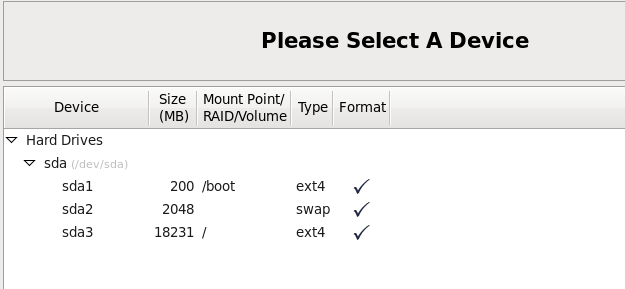 Please Select A Device
Device Size (MB) Mount Point/ RAID/Volume Type Format
Hard Drives
sda (/dev/sda)
sda1 200 /boot ext4
sda2 2048 swap
sda3 18231 / ext4